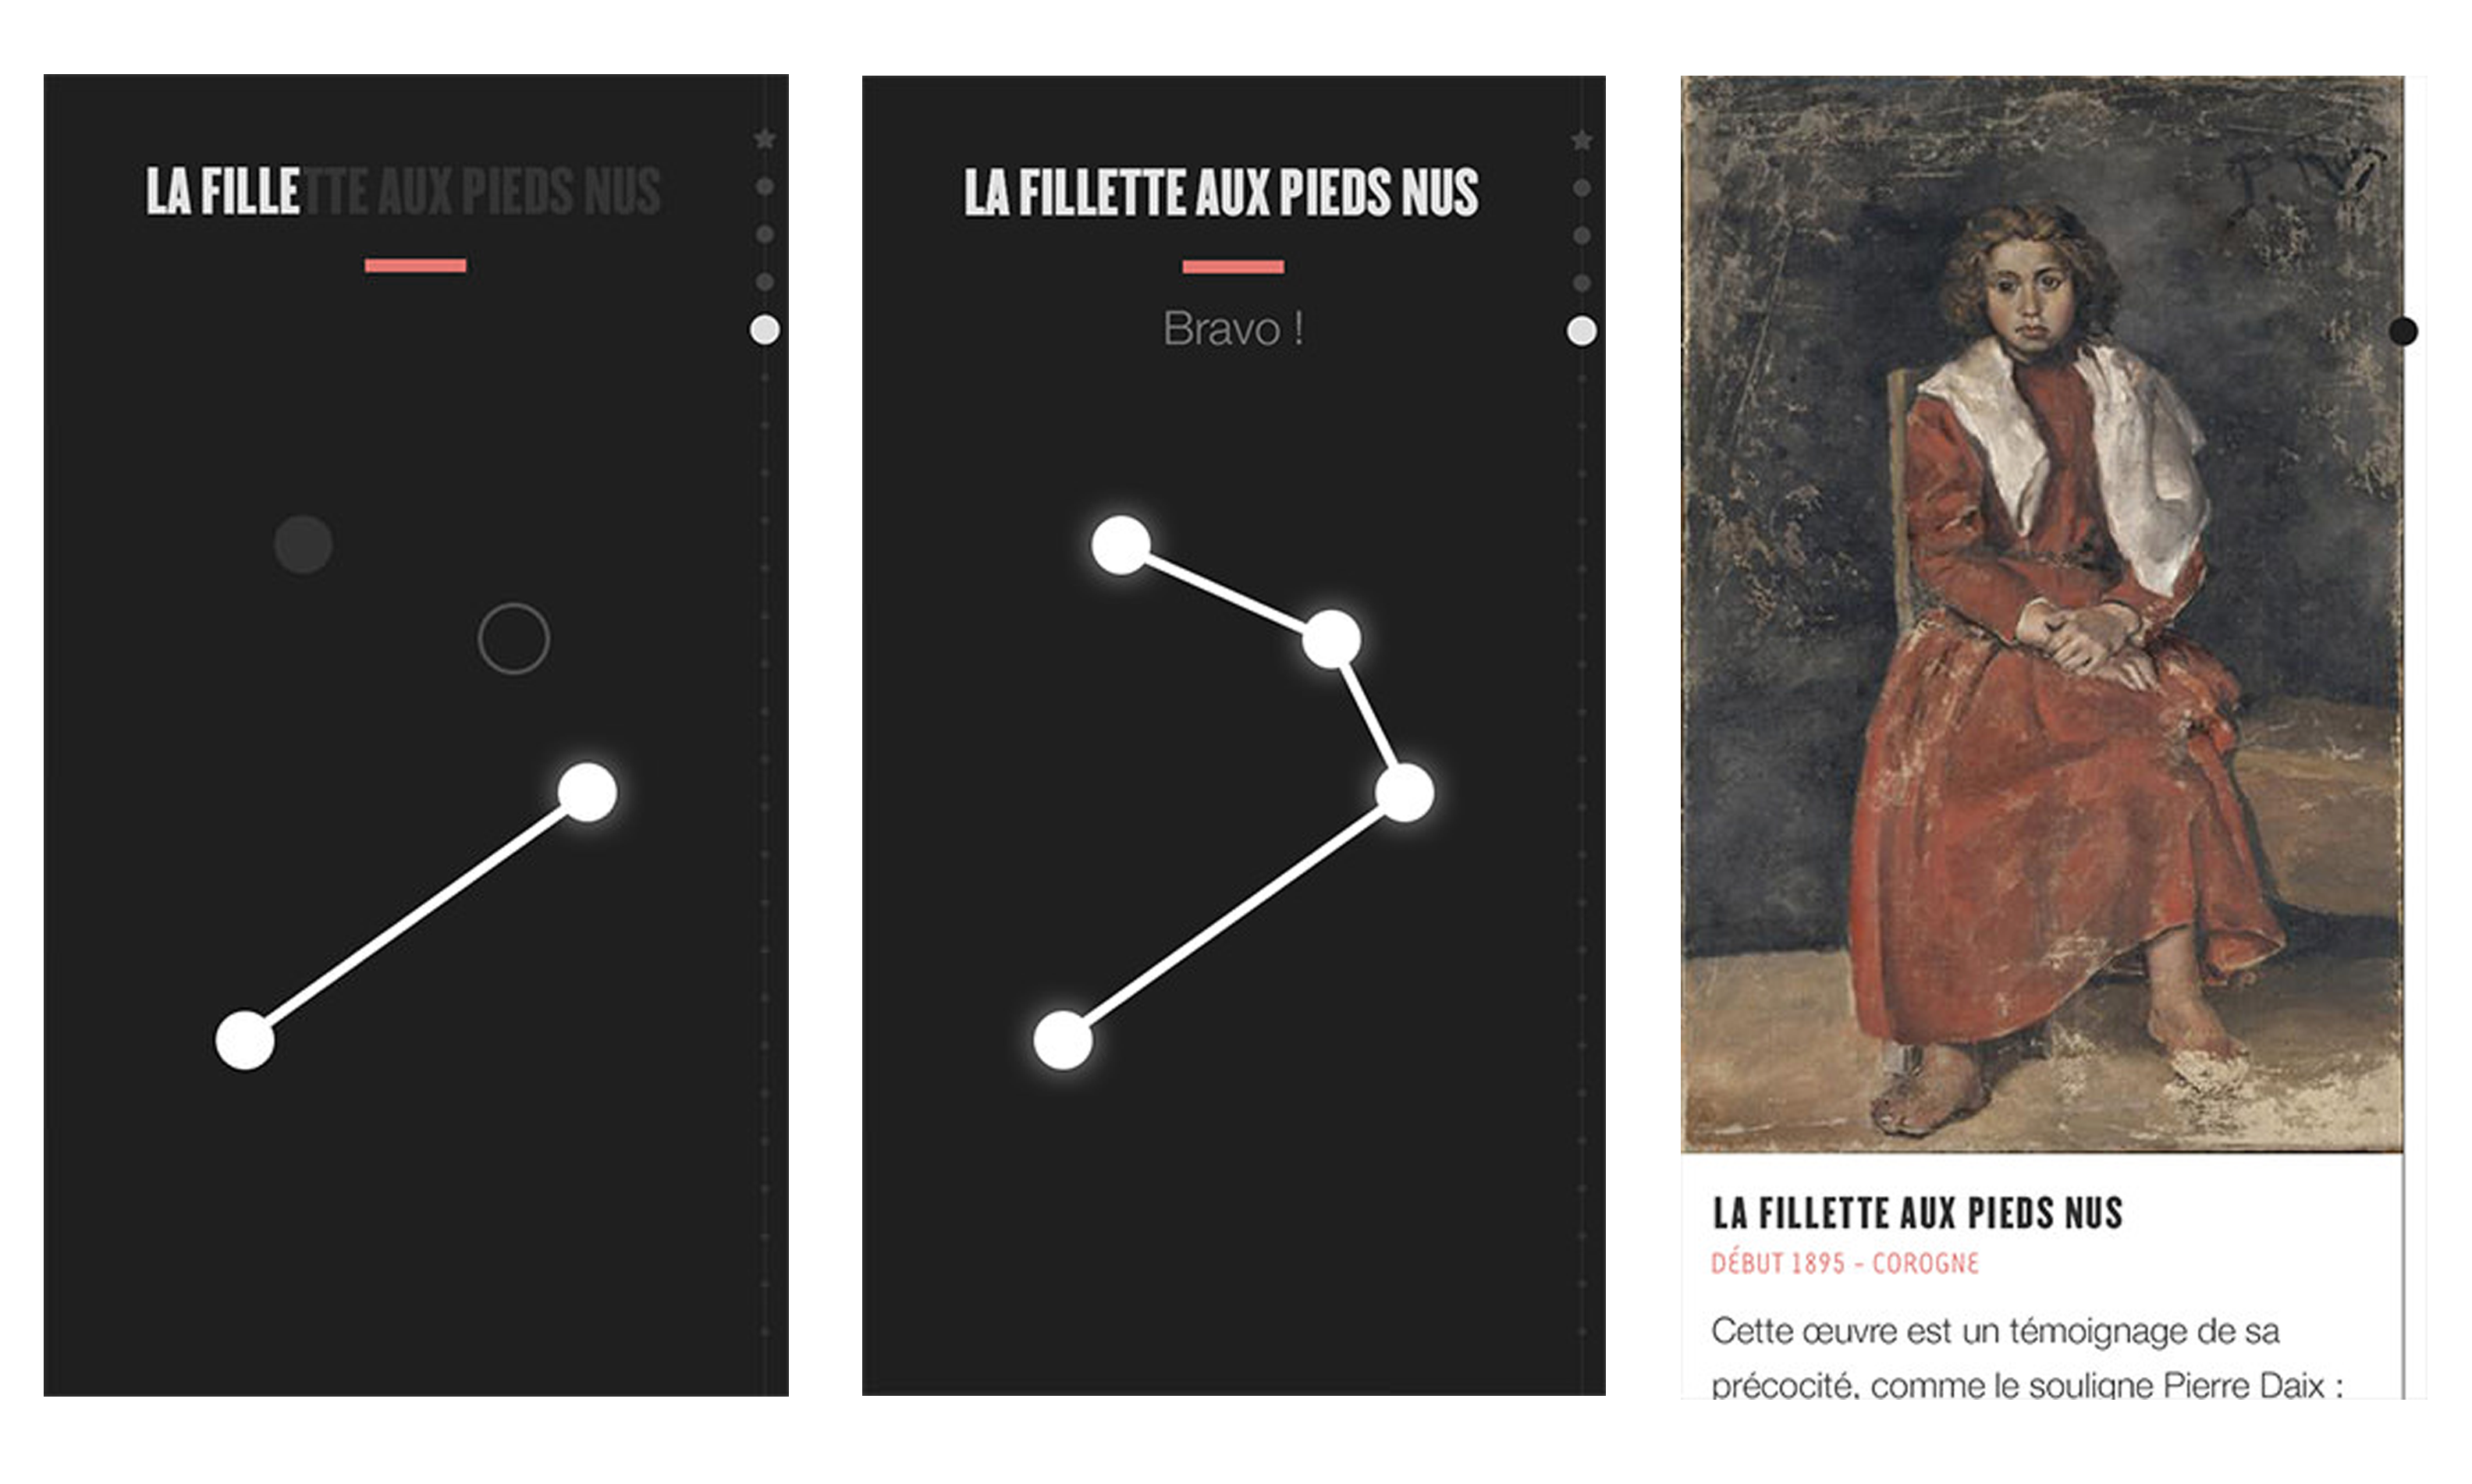 LA FILLETTE AUX PIEDS NUS
LA FILLETTE AUX PIEDS NUS
Bravo !
LA FILLETTE AUX PIEDS NUS
DÉBUT 1895 - COROGNE
Cette œuvre est un témoignage de sa
précocité, comme le souligne Pierre Daix :